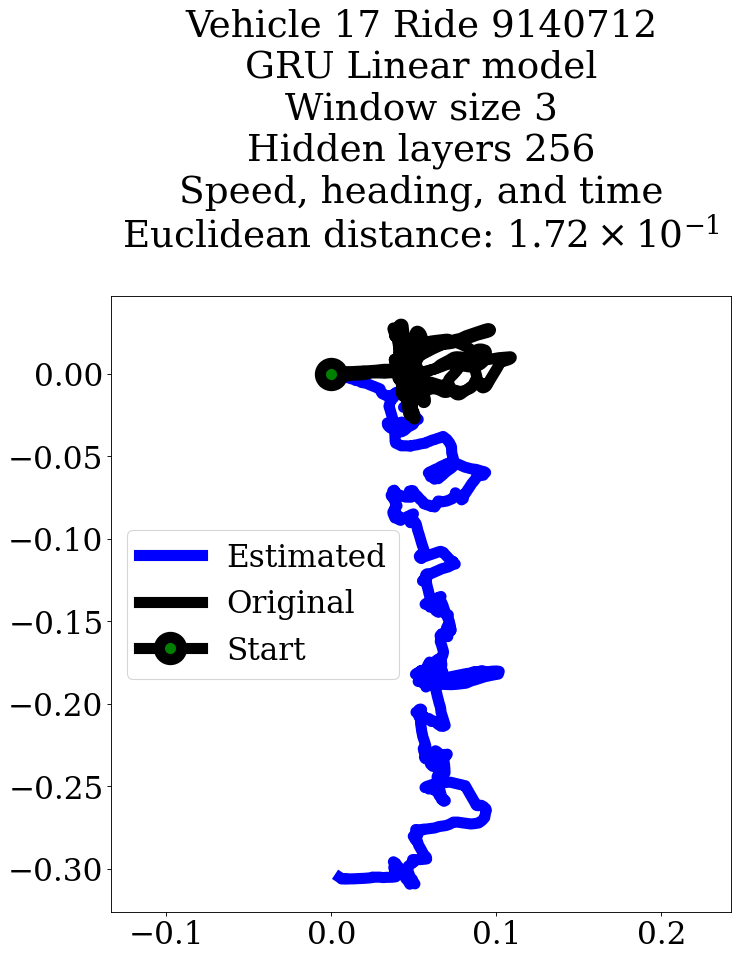 Vehicle 17 Ride 9140712
GRU Linear model
Window size 3
Hidden layers 256
Speed, heading, and time
Euclidean distance: 1.72 × 10⁻¹
0.00
−0.05
−0.10
−0.15
−0.20
−0.25
−0.30
Estimated
Original
Start
−0.1
0.0
0.1
0.2